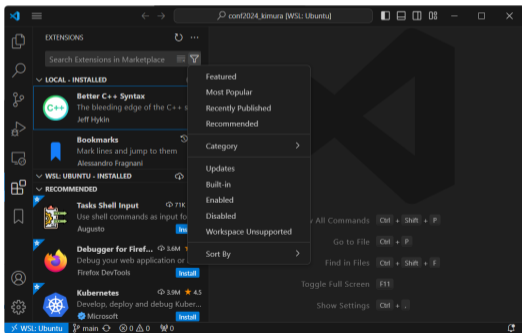 conf2024_kimura [WSL: Ubuntu]
EXTENSIONS
Search Extensions in Marketplace
LOCAL - INSTALLED
Better C++ Syntax
The bleeding edge of the C++ s
Jeff Hykin
C++
Bookmarks
Mark lines and jump to them
Alessandro Fragnani
WSL: UBUNTU - INSTALLED
RECOMMENDED
Tasks Shell Input 71K
Use shell commands as input fo
Augusto
Debugger for Firef... 3.6M
Debug your web application or
Firefox DevTools Install
Kubernetes 3.9M 4.5
Develop, deploy and debug Kuber...
Microsoft Install
Featured
Most Popular
Recently Published
Recommended
Category
Updates
Built-in
Enabled
Disabled
Workspace Unsupported
Sort By
All Commands Ctrl + Shift + P
Go to File Ctrl + P
Find in Files Ctrl + Shift + F
Toggle Full Screen F11
Show Settings Ctrl + ,
WSL: Ubuntu main 0 0 0